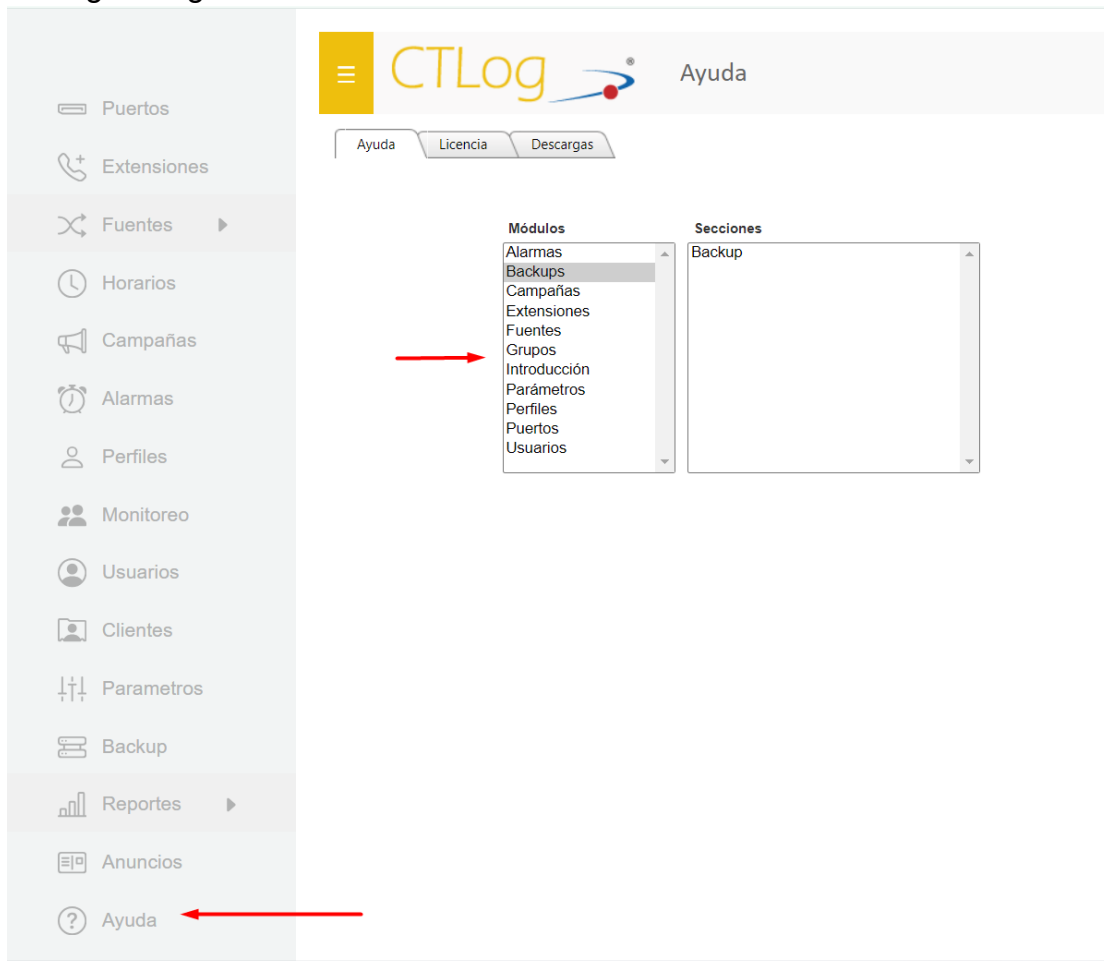 CTLog
Ayuda
Puertos
Extensiones
Fuentes
Horarios
Campañas
Alarmas
Perfiles
Monitoreo
Usuarios
Clientes
Parametros
Backup
Reportes
Anuncios
Ayuda
Ayuda Licencia Descargas
Módulos
Alarmas
Backups
Campañas
Extensiones
Fuentes
Grupos
Introducción
Parámetros
Perfiles
Puertos
Usuarios
Secciones
Backup